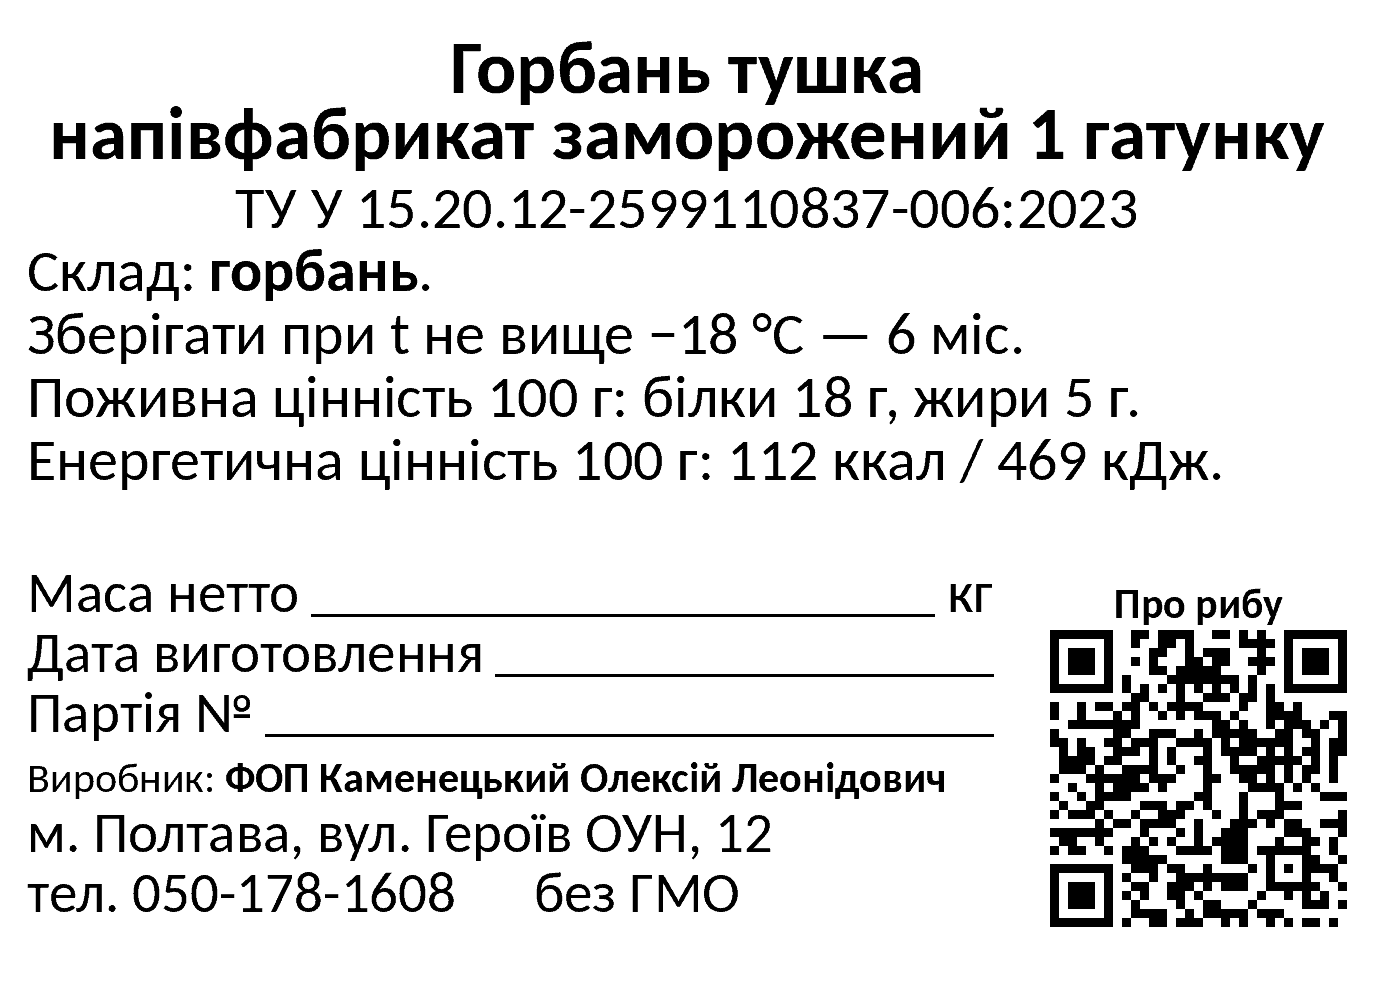 Горбань тушка
напівфабрикат заморожений 1 гатунку
ТУ У 15.20.12-2599110837-006:2023
Склад: горбань.
Зберігати при t не вище −18 °C — 6 міс.
Поживна цінність 100 г: білки 18 г, жири 5 г.
Енергетична цінність 100 г: 112 ккал / 469 кДж.
Маса нетто ____________________ кг
Дата виготовлення ________________
Партія № ________________________
Про рибу
Виробник: ФОП Каменецький Олексій Леонідович
м. Полтава, вул. Героїв ОУН, 12
тел. 050-178-1608 без ГМО